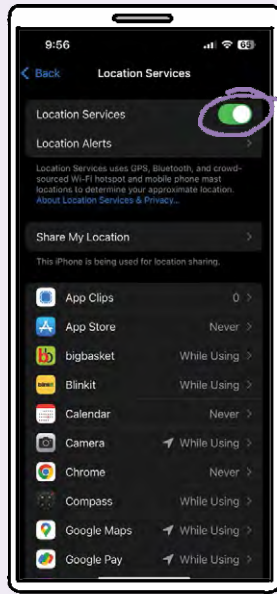 9:56
69
Back
Location Services
Location Services
Location Alerts
Location Services uses GPS, Bluetooth, and crowd-
sourced Wi-Fi hotspot and mobile phone mast
locations to determine your approximate location.
About Location Services & Privacy...
Share My Location
This iPhone is being used for location sharing.
App Clips 0
App Store Never
bb bigbasket While Using
blinkit Blinkit While Using
Calendar Never
Camera While Using
Chrome Never
Compass While Using
Google Maps While Using
Google Pay While Using